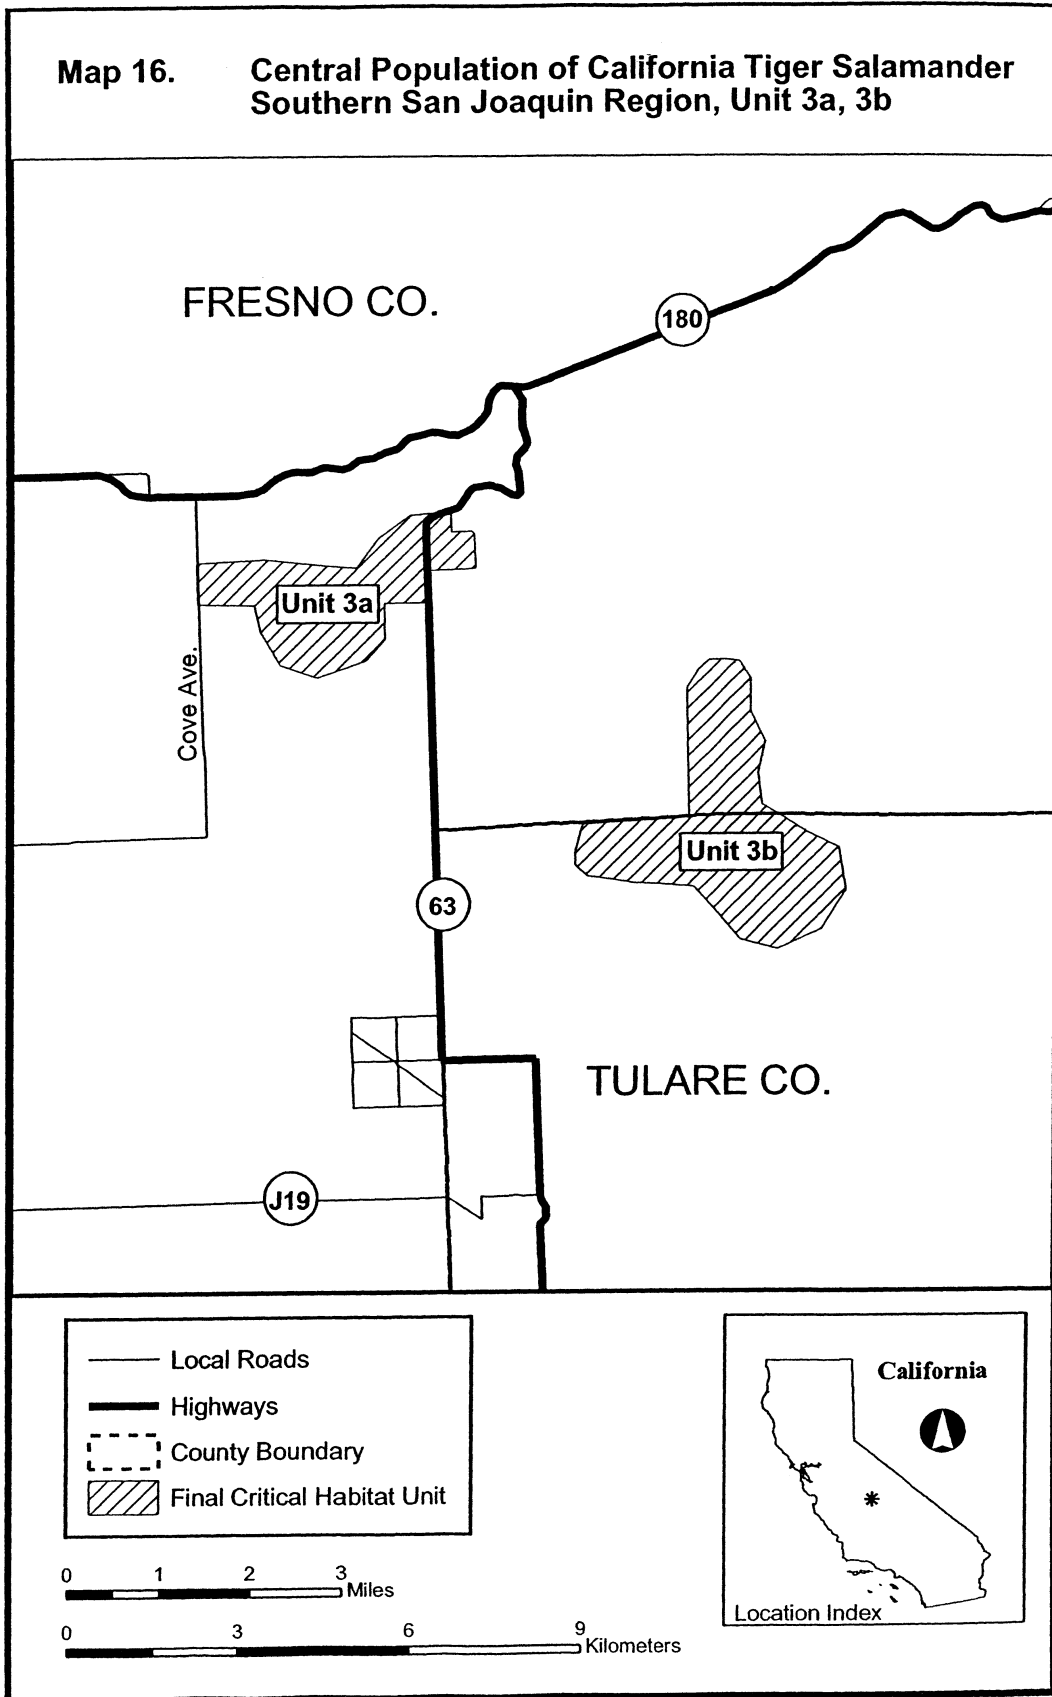 Map 16.
Central Population of California Tiger Salamander
Southern San Joaquin Region, Unit 3a, 3b
FRESNO CO.
180
Unit 3a
Cove Ave.
Unit 3b
63
TULARE CO.
J19
Local Roads
Highways
County Boundary
Final Critical Habitat Unit
0 1 2 3 Miles
0 3 6 9 Kilometers
California
Location Index